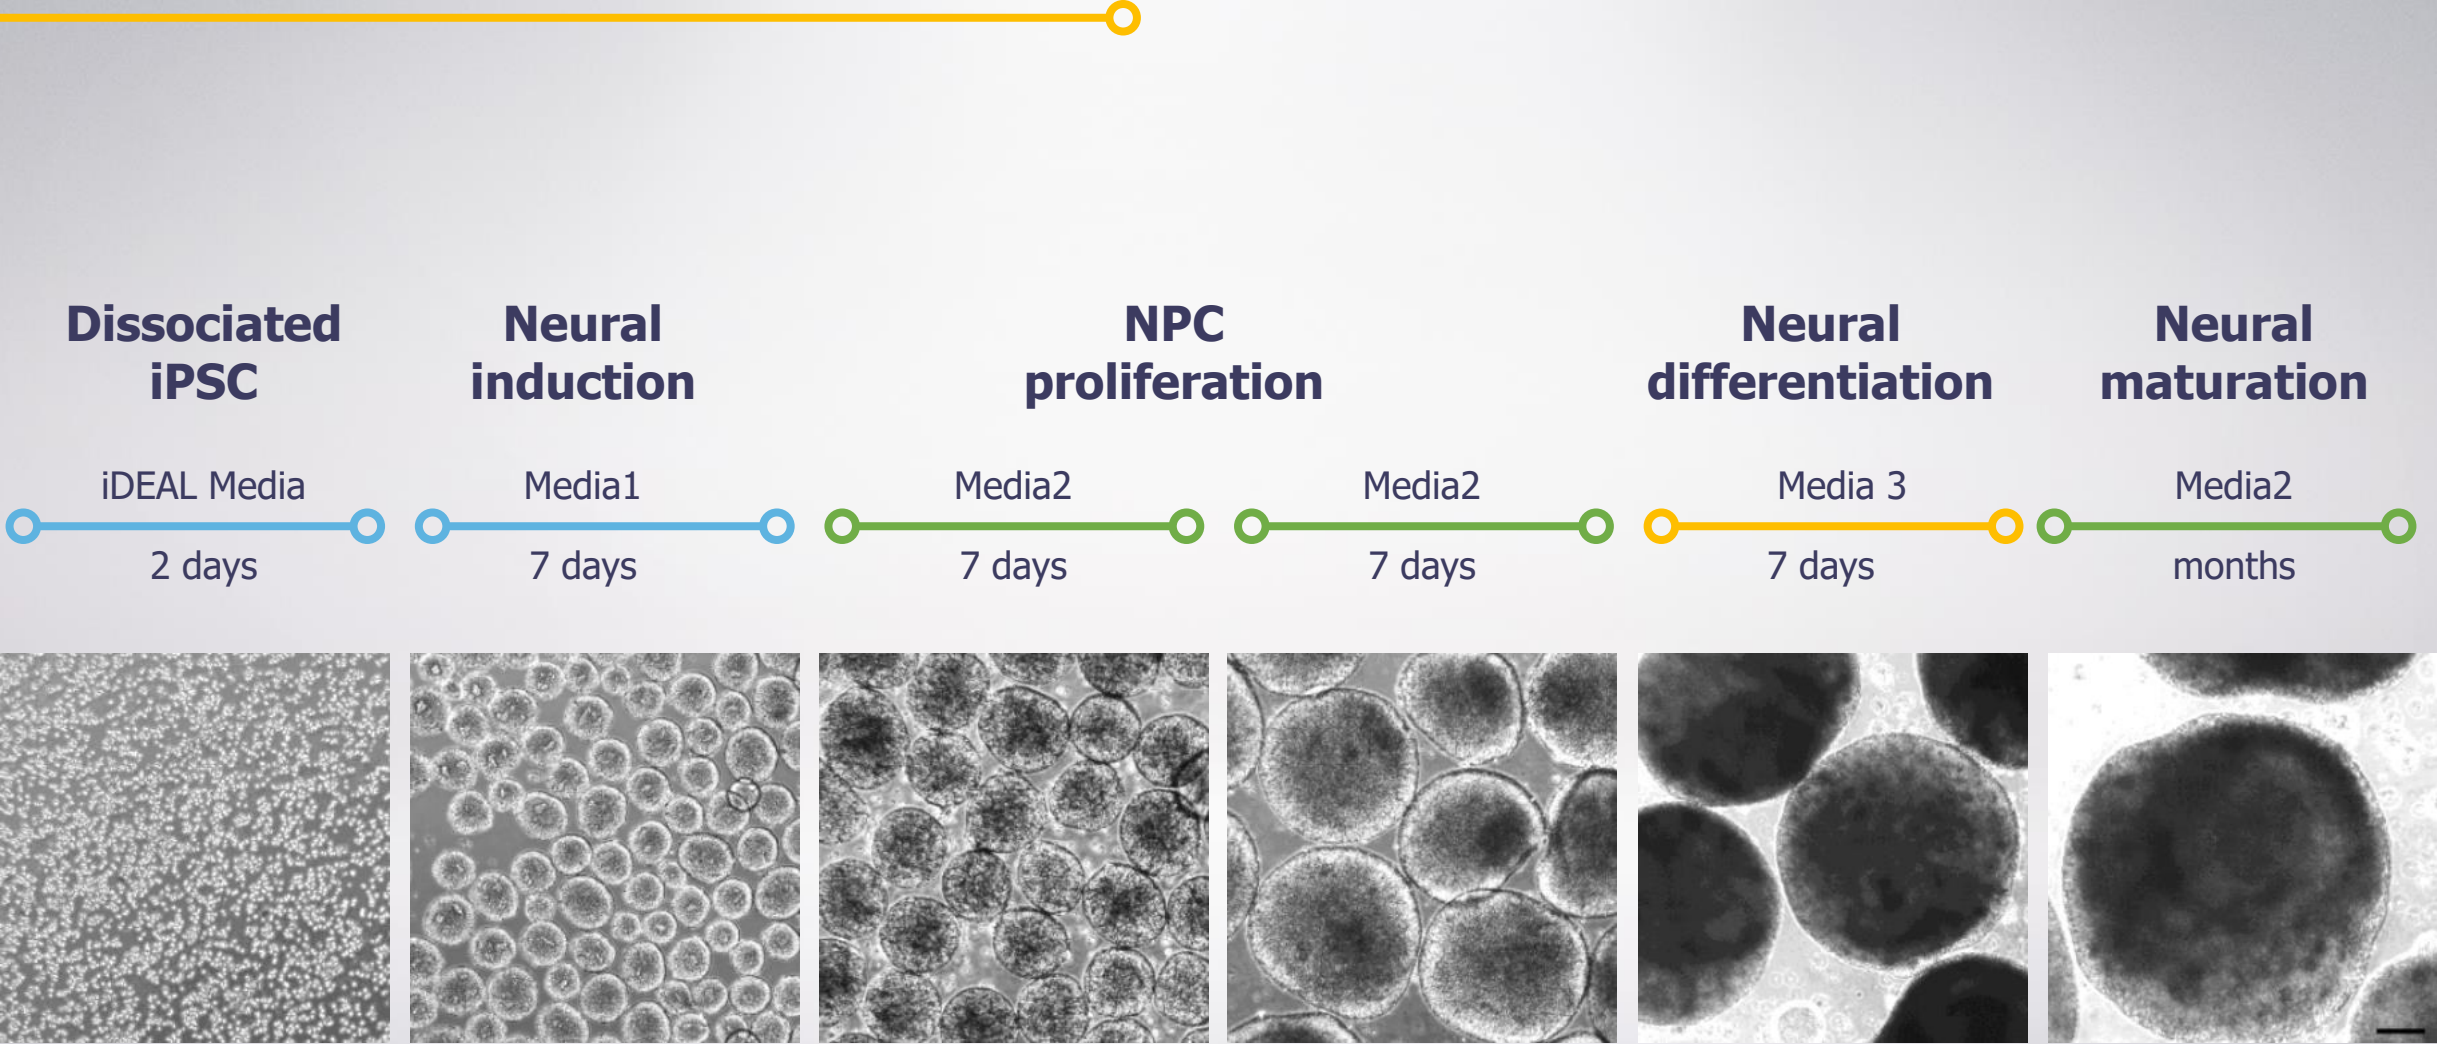 Dissociated
iPSC
Neural
induction
NPC
proliferation
Neural
differentiation
Neural
maturation
iDEAL Media
Media1
Media2
Media2
Media 3
Media2
2 days
7 days
7 days
7 days
7 days
months